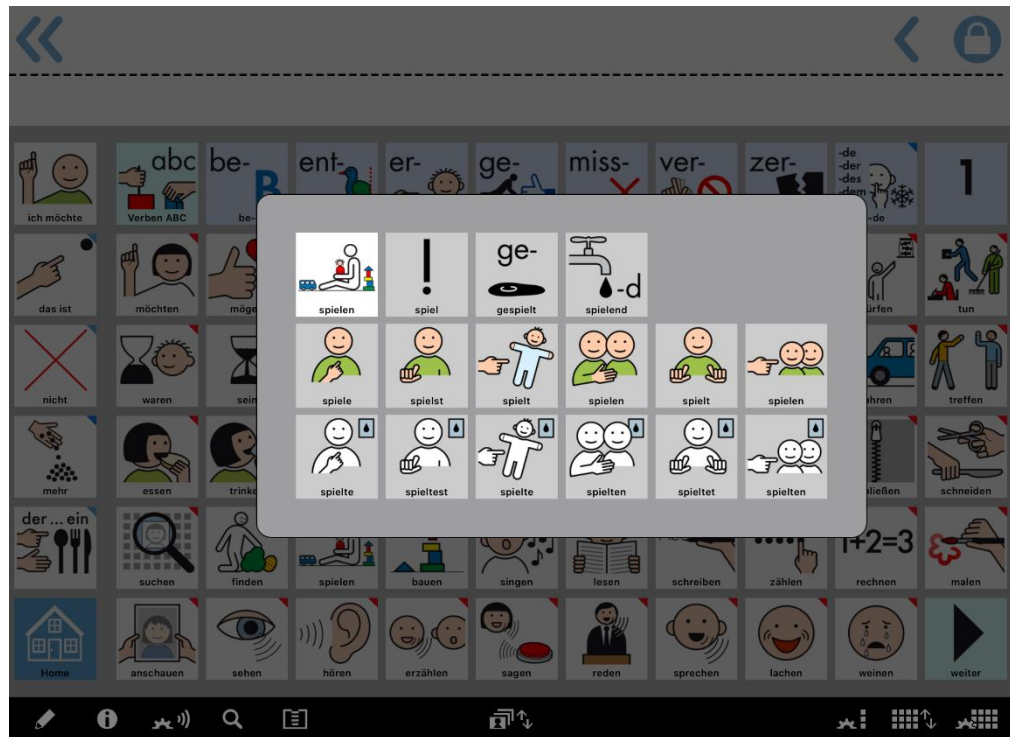 abc be- ent- er- ge- miss- ver- zer- -de
-der
-des
-dem
1
B
ich möchte Verben ABC be- -de
ge-
-d
spielen spiel gespielt spielend
das ist möchten möge ürfen tun
spiele spielst spielt spielen spielt spielen
nicht waren sein ahren treffen
spielte spieltest spielte spielten spieltet spielten
mehr essen trinke ließen schneiden
der ... ein
1+2=3
suchen finden spielen bauen singen lesen schreiben zählen rechnen malen
Home anschauen sehen hören erzählen sagen reden sprechen lachen weinen weiter